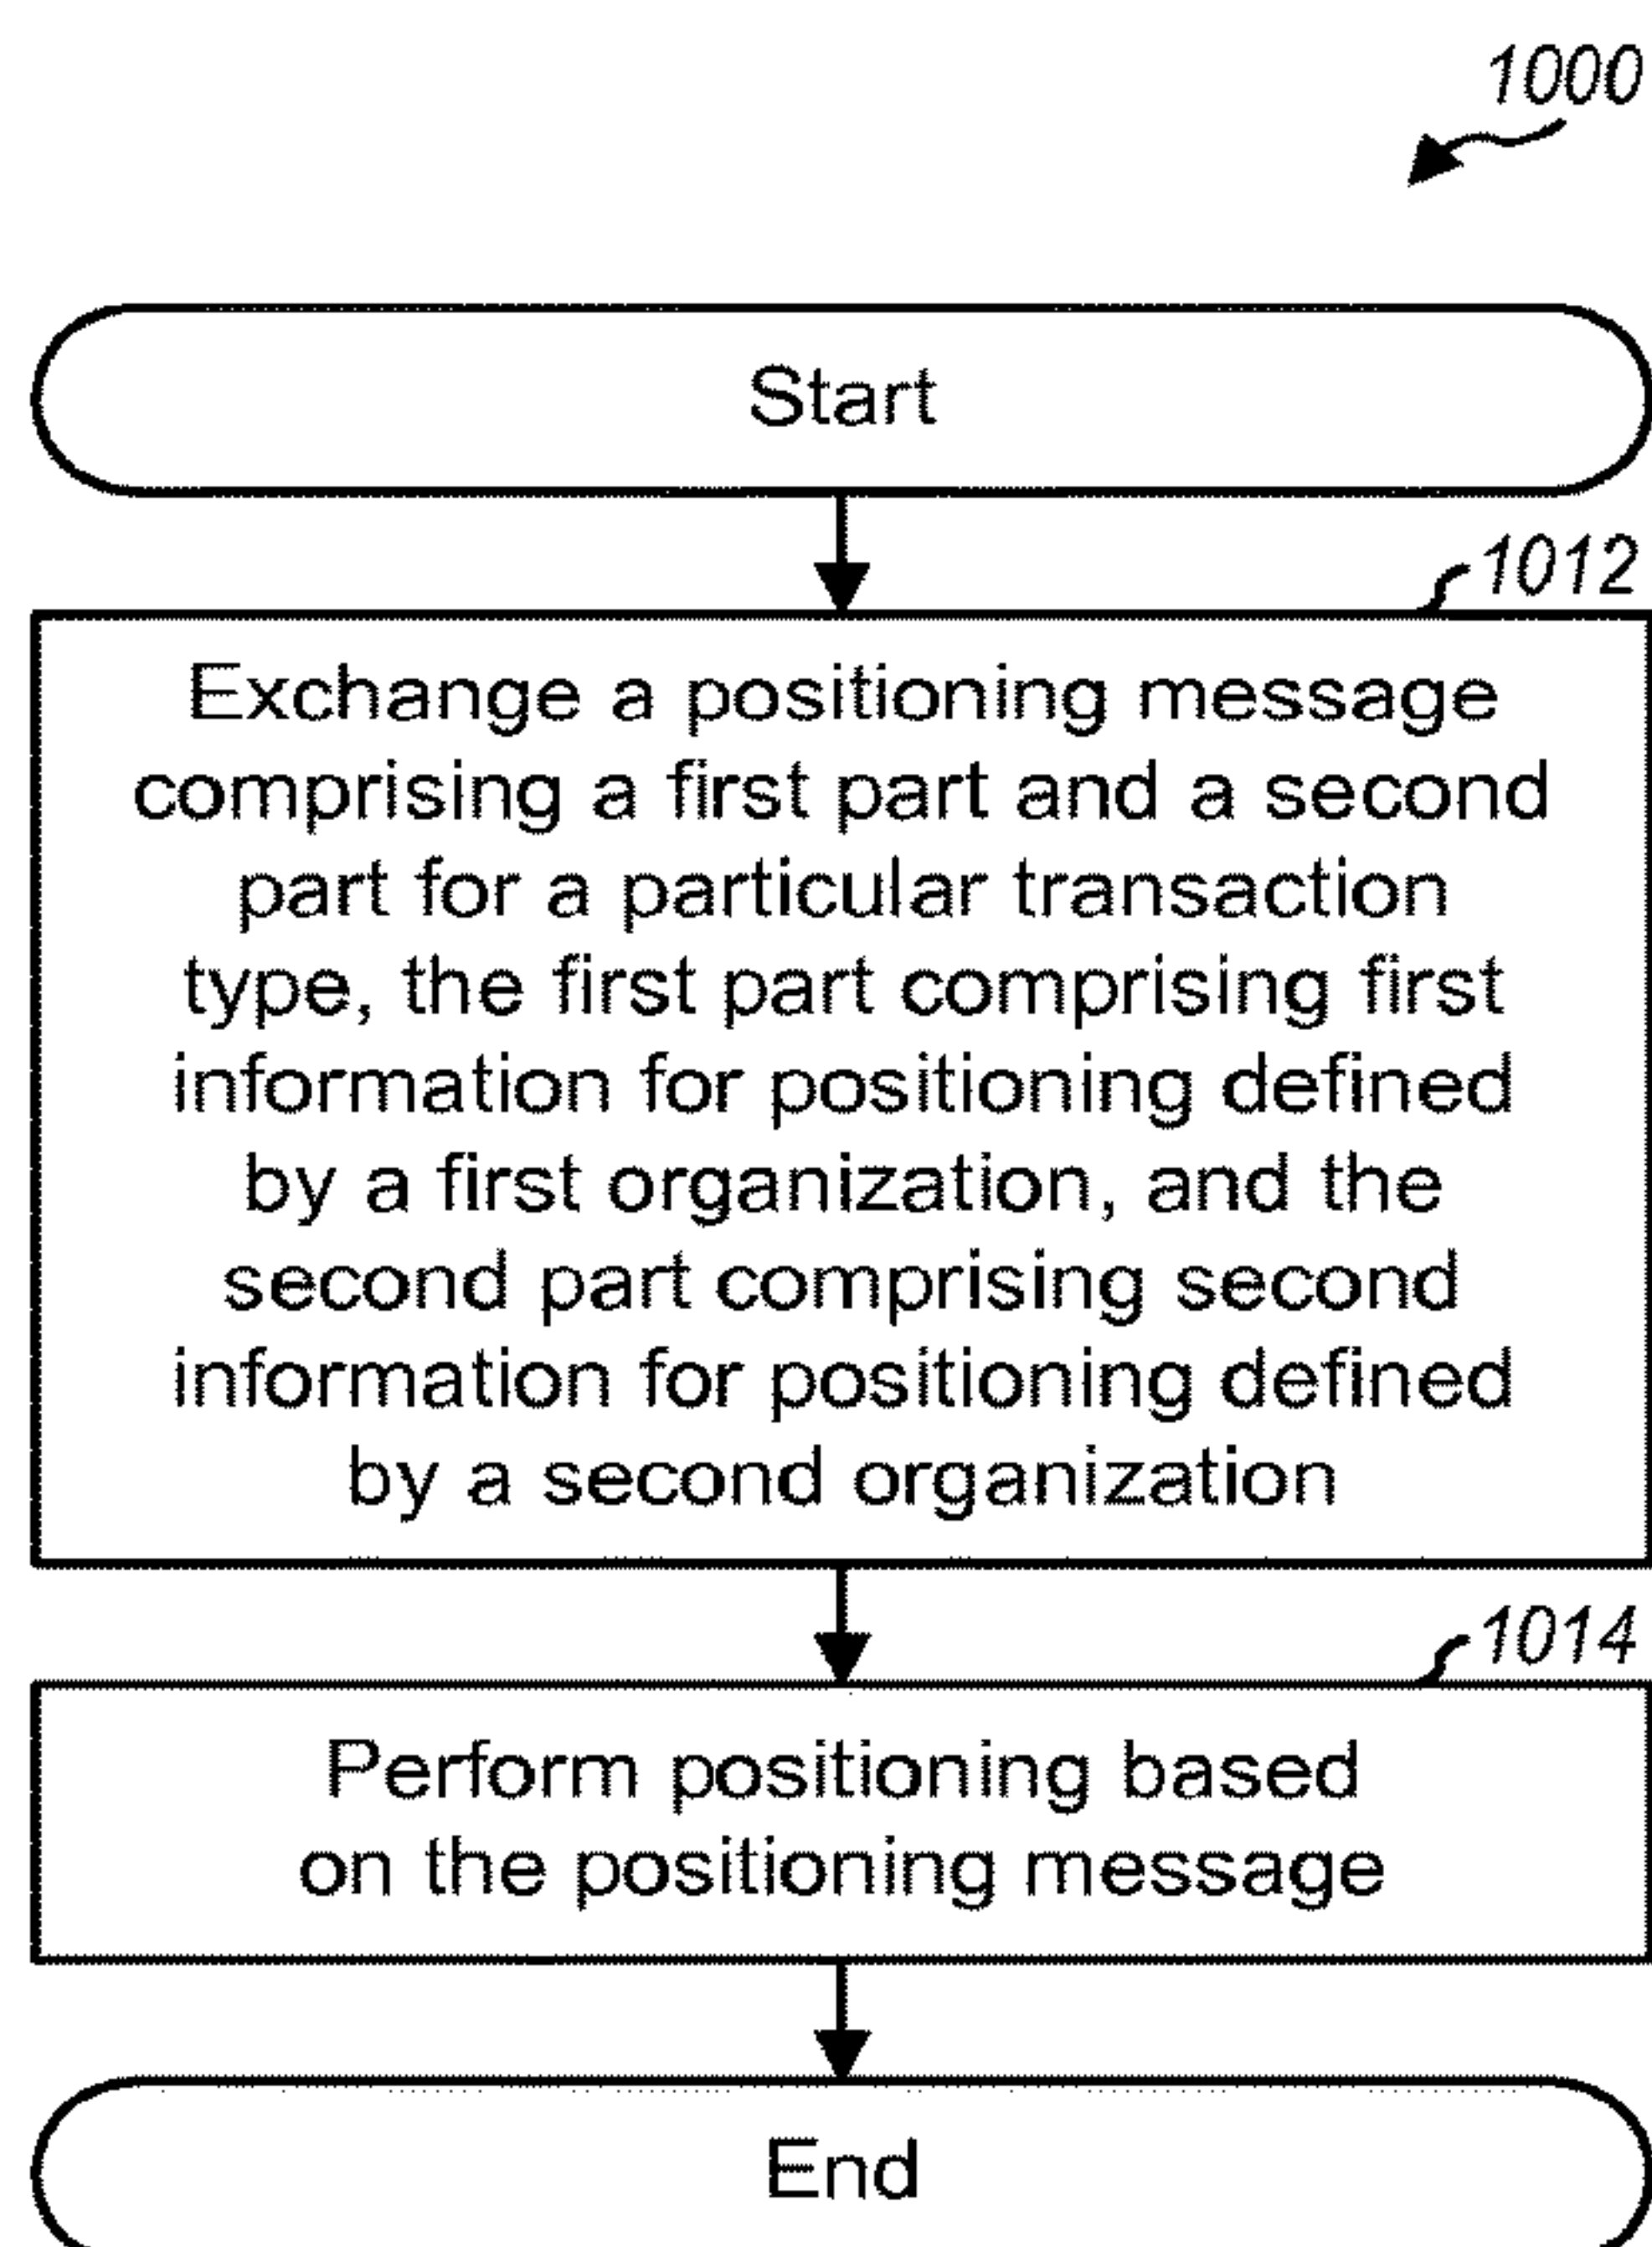 1000
Start
1012
Exchange a positioning message
comprising a first part and a second
part for a particular transaction
type, the first part comprising first
information for positioning defined
by a first organization, and the
second part comprising second
information for positioning defined
by a second organization
1014
Perform positioning based
on the positioning message
End